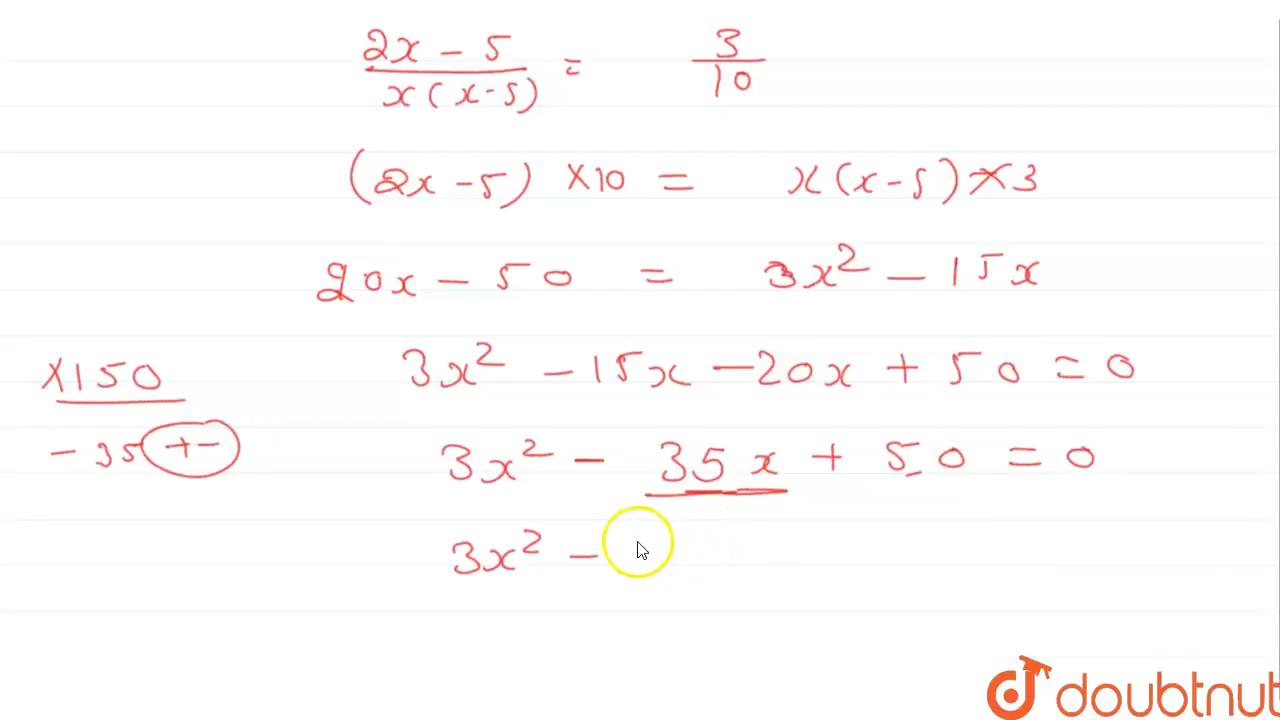 2x - 5 / x(x-5) = 3 / 10
(2x - 5) × 10 = x(x - 5) × 3
20x - 50 = 3x² - 15x
×150
3x² - 15x - 20x + 50 = 0
- 35 + -
3x² - 35x + 50 = 0
3x² -
doubtnut